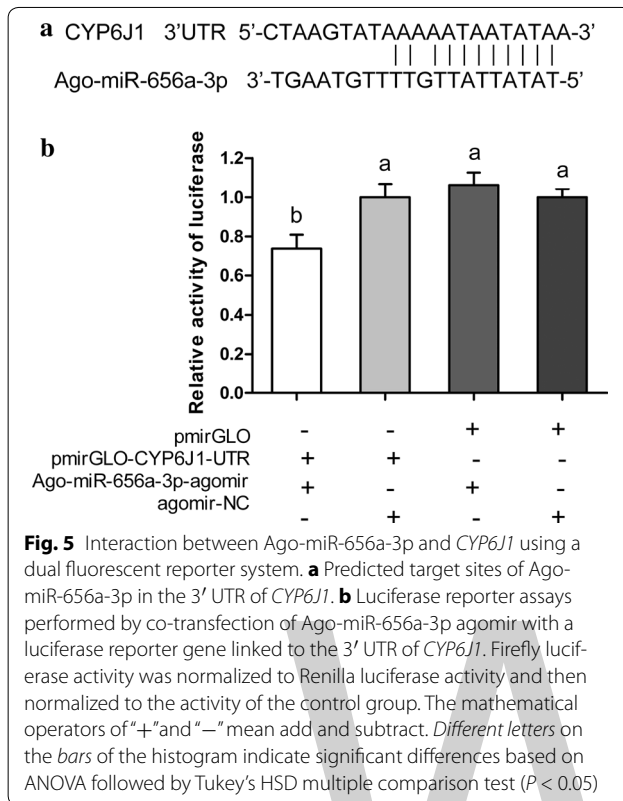 a CYP6J1 3'UTR 5'-CTAAGTATAAAAATAATATAA-3'
Ago-miR-656a-3p 3'-TGAATGTTTTGTTATTATAT-5'
b
Relative activity of luciferase
1.2
1.0
0.8
0.6
0.4
0.2
0.0
b a a a
pmirGLO - - + +
pmirGLO-CYP6J1-UTR + + - -
Ago-miR-656a-3p-agomir + - + -
agomir-NC - + - +
Fig. 5 Interaction between Ago-miR-656a-3p and CYP6J1 using a
dual fluorescent reporter system. a Predicted target sites of Ago-
miR-656a-3p in the 3′ UTR of CYP6J1. b Luciferase reporter assays
performed by co-transfection of Ago-miR-656a-3p agomir with a
luciferase reporter gene linked to the 3′ UTR of CYP6J1. Firefly lucif-
erase activity was normalized to Renilla luciferase activity and then
normalized to the activity of the control group. The mathematical
operators of “+”and “−” mean add and subtract. Different letters on
the bars of the histogram indicate significant differences based on
ANOVA followed by Tukey’s HSD multiple comparison test (P < 0.05)